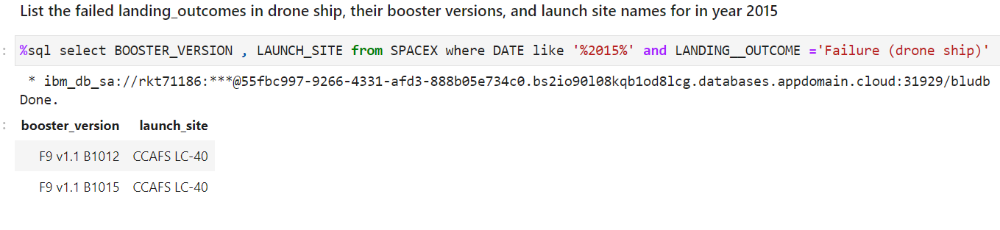 List the failed landing_outcomes in drone ship, their booster versions, and launch site names for in year 2015
: %sql select BOOSTER_VERSION , LAUNCH_SITE from SPACEX where DATE like '%2015%' and LANDING__OUTCOME ='Failure (drone ship)'
* ibm_db_sa://rkt71186:***@55fbc997-9266-4331-afd3-888b05e734c0.bs2io90l08kqb1od8lcg.databases.appdomain.cloud:31929/bludb
Done.
: booster_version launch_site
F9 v1.1 B1012 CCAFS LC-40
F9 v1.1 B1015 CCAFS LC-40